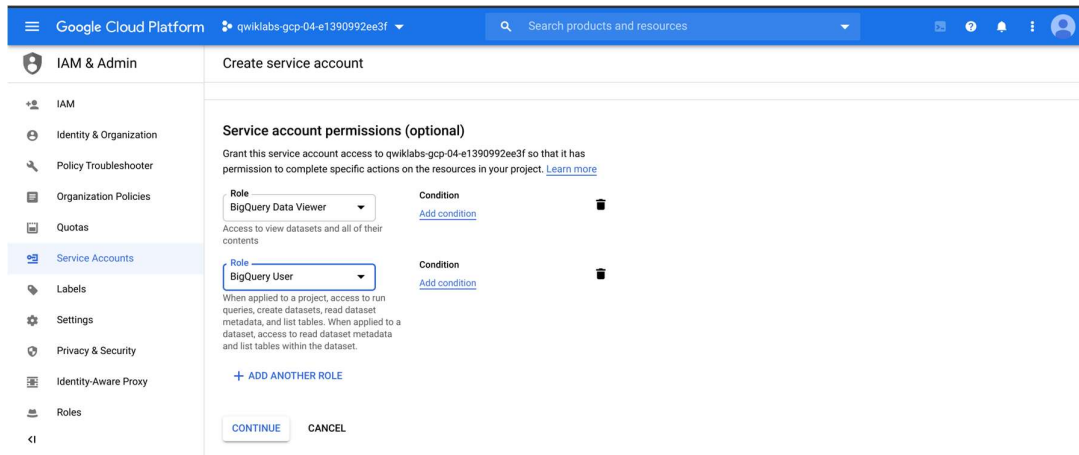 Google Cloud Platform
qwiklabs-gcp-04-e1390992ee3f
Search products and resources
IAM & Admin
Create service account
IAM
Identity & Organization
Policy Troubleshooter
Organization Policies
Quotas
Service Accounts
Labels
Settings
Privacy & Security
Identity-Aware Proxy
Roles
Service account permissions (optional)
Grant this service account access to qwiklabs-gcp-04-e1390992ee3f so that it has
permission to complete specific actions on the resources in your project. Learn more
Role
BigQuery Data Viewer
Condition
Add condition
Access to view datasets and all of their
contents
Role
BigQuery User
Condition
Add condition
When applied to a project, access to run
queries, create datasets, read dataset
metadata, and list tables. When applied to a
dataset, access to read dataset metadata
and list tables within the dataset.
+ ADD ANOTHER ROLE
CONTINUE
CANCEL